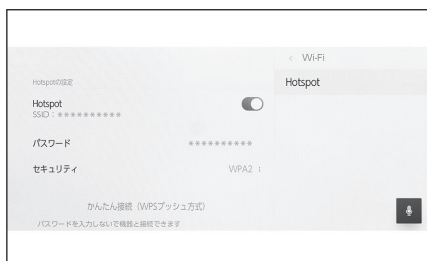 Wi-Fi
Hotspotの設定
Hotspot
Hotspot
SSID：**********
パスワード **********
セキュリティ WPA2
かんたん接続（WPSプッシュ方式）
パスワードを入力しないで機器と接続できます